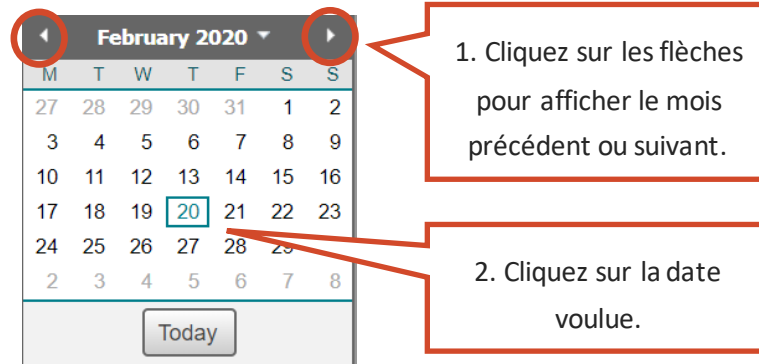 February 2020
M T W T F S S
27 28 29 30 31 1 2
3 4 5 6 7 8 9
10 11 12 13 14 15 16
17 18 19 20 21 22 23
24 25 26 27 28 29
2 3 4 5 6 7 8
Today
1. Cliquez sur les flèches
pour afficher le mois
précédent ou suivant.
2. Cliquez sur la date
voulue.